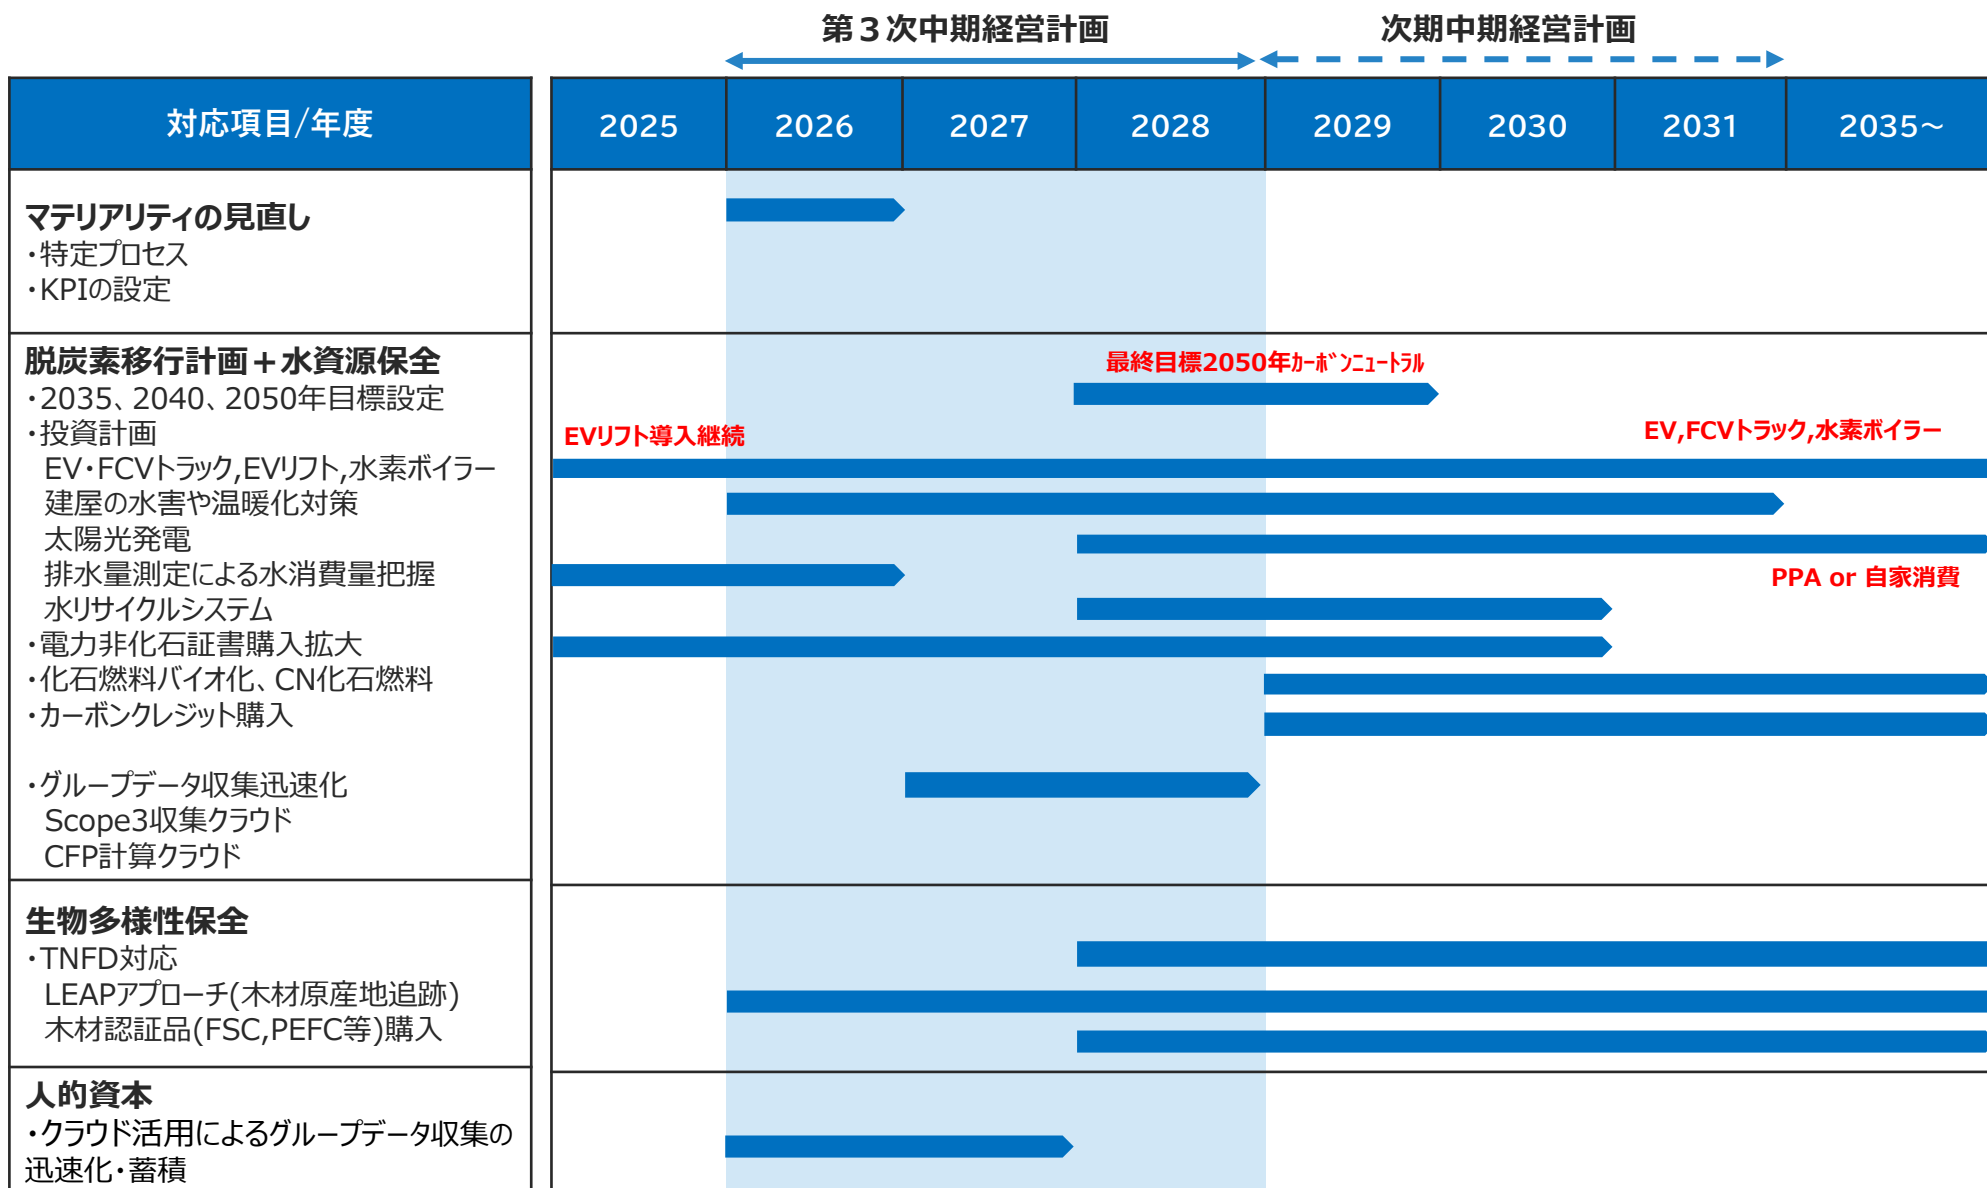 第３次中期経営計画
次期中期経営計画
対応項目/年度
2025
2026
2027
2028
2029
2030
2031
2035~
マテリアリティの見直し
・特定プロセス
・KPIの設定
脱炭素移行計画＋水資源保全
・2035、2040、2050年目標設定
・投資計画
EV・FCVトラック,EVリフト,水素ボイラー
建屋の水害や温暖化対策
太陽光発電
排水量測定による水消費量把握
水リサイクルシステム
・電力非化石証書購入拡大
・化石燃料バイオ化、CN化石燃料
・カーボンクレジット購入
・グループデータ収集迅速化
Scope3収集クラウド
CFP計算クラウド
最終目標2050年ｶｰﾎﾞﾝﾆｭｰﾄﾗﾙ
EVリフト導入継続
EV,FCVトラック,水素ボイラー
PPA or 自家消費
生物多様性保全
・TNFD対応
LEAPアプローチ(木材原産地追跡)
木材認証品(FSC,PEFC等)購入
人的資本
・クラウド活用によるグループデータ収集の
迅速化・蓄積